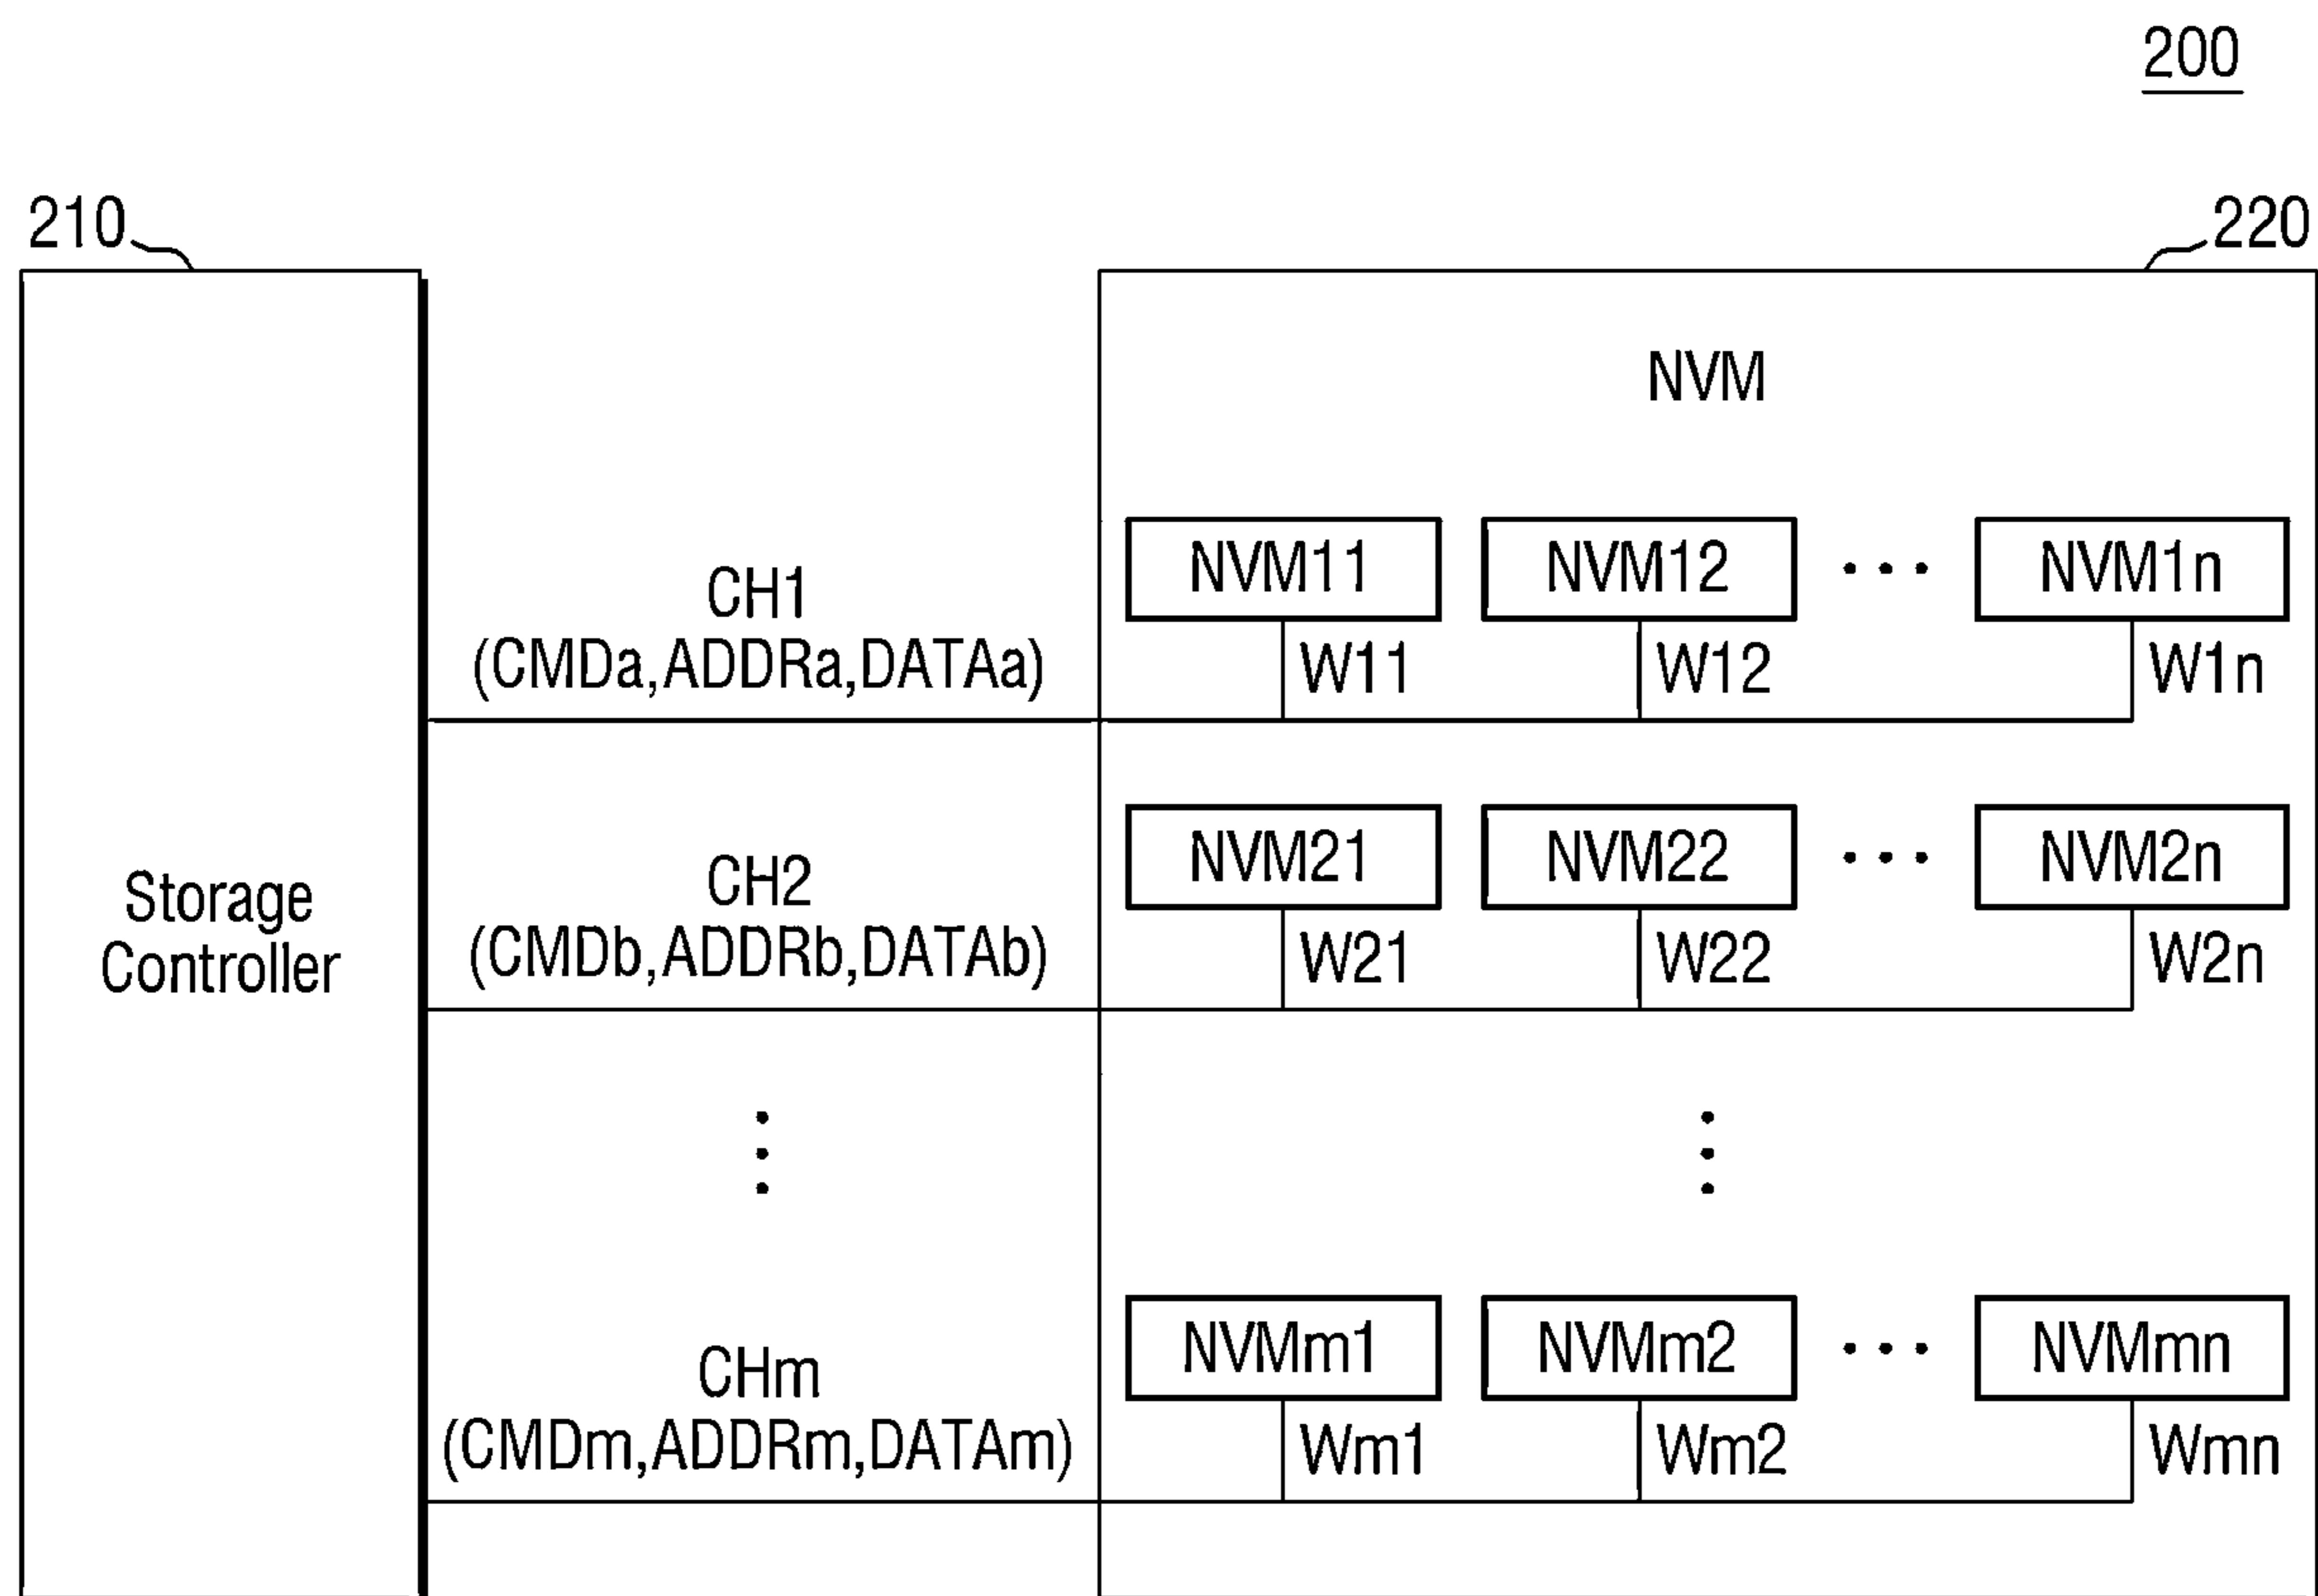 200
210
220
NVM
NVM11 NVM12 ... NVM1n
CH1
(CMDa,ADDRa,DATAa)
W11 W12 W1n
NVM21 NVM22 ... NVM2n
CH2
(CMDb,ADDRb,DATAb)
W21 W22 W2n
Storage
Controller
NVMm1 NVMm2 ... NVMmn
CHm
(CMDm,ADDRm,DATAm)
Wm1 Wm2 Wmn